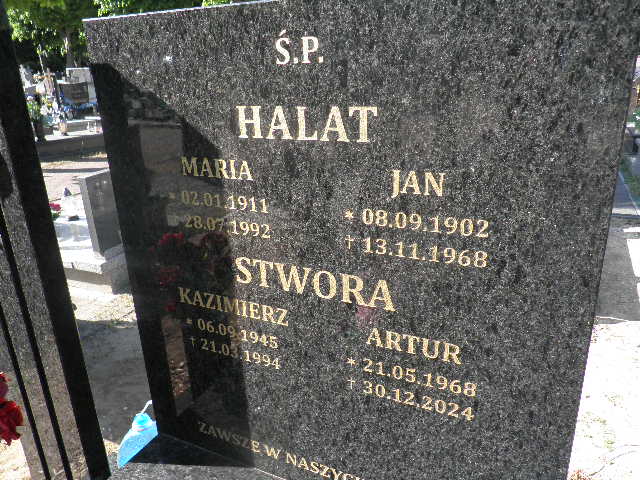 Ś.P.
HALAT
MARIA
* 02.01.1911
28.07.1992
JAN
* 08.09.1902
† 13.11.1968
STWORA
KAZIMIERZ
* 06.09.1945
† 21.03.1994
ARTUR
* 21.05.1968
† 30.12.2024
ZAWSZE W NASZYCH